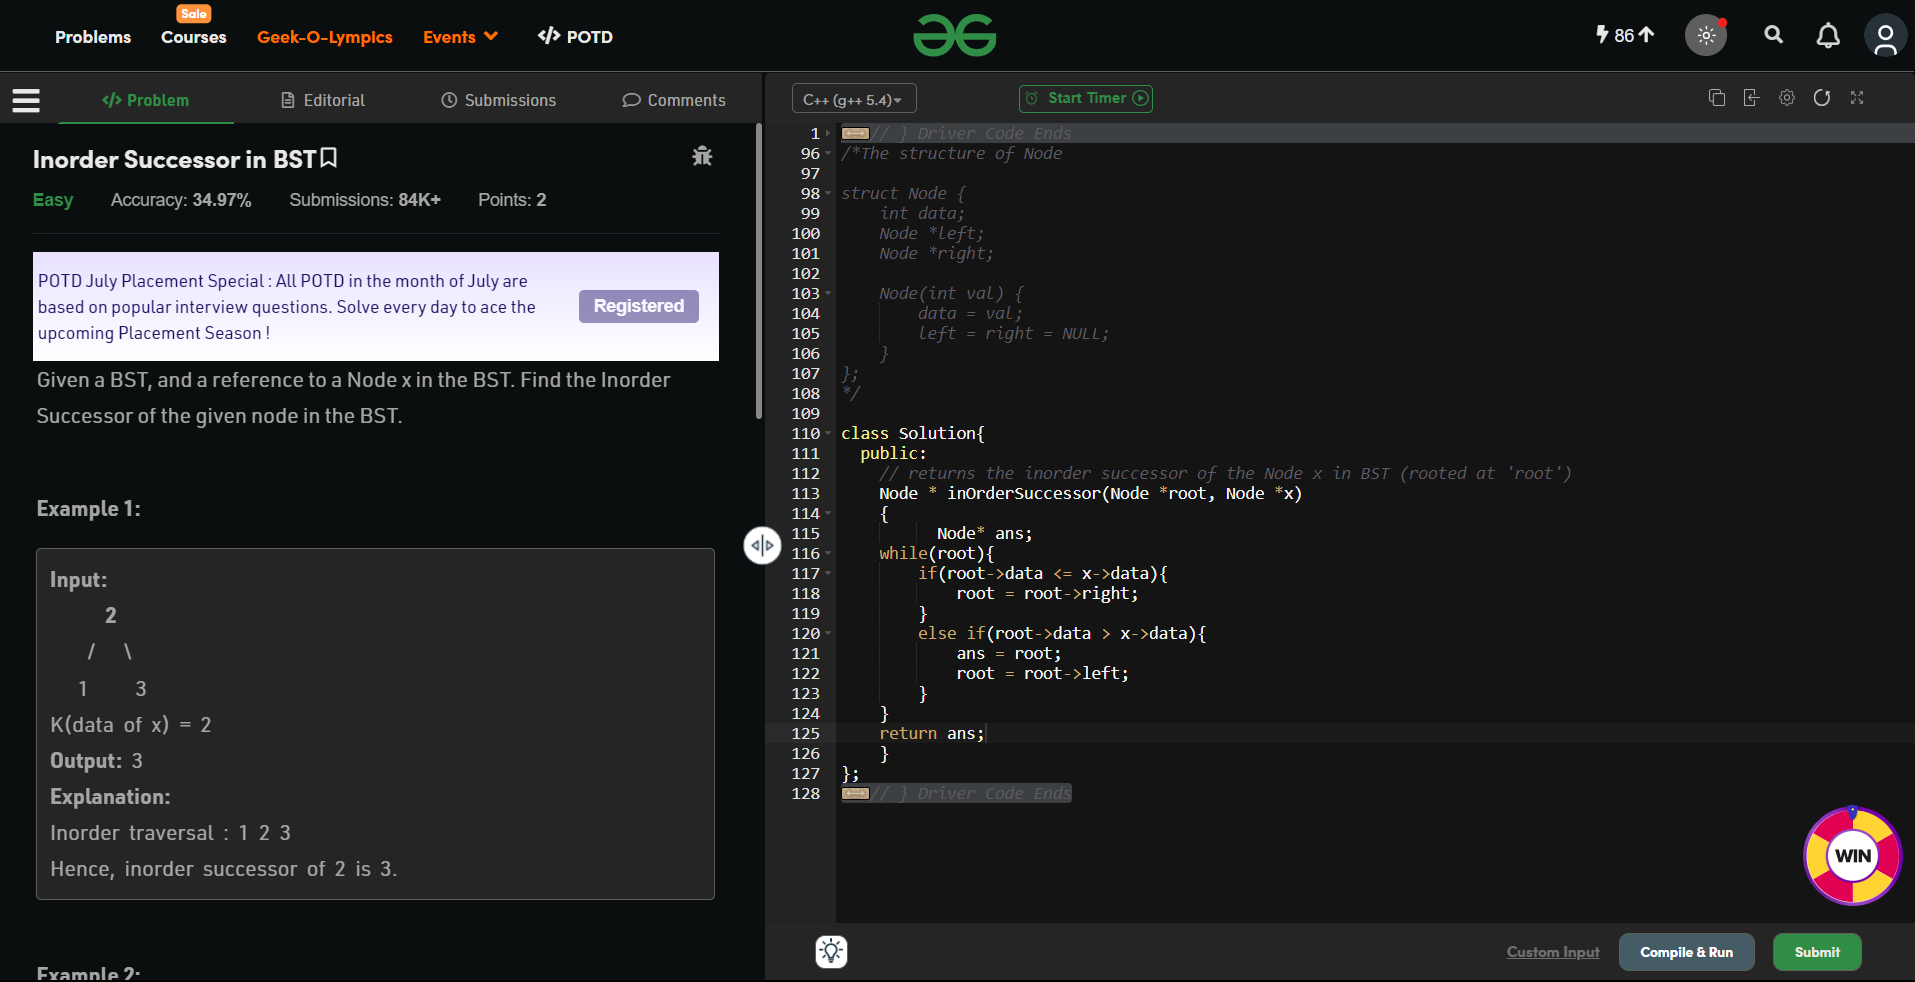 Sale
Problems Courses Geek-O-Lympics Events </> POTD
86
</> Problem Editorial Submissions Comments
Inorder Successor in BST
Easy Accuracy: 34.97% Submissions: 84K+ Points: 2
POTD July Placement Special : All POTD in the month of July are
based on popular interview questions. Solve every day to ace the
upcoming Placement Season !
Registered
Given a BST, and a reference to a Node x in the BST. Find the Inorder
Successor of the given node in the BST.
Example 1:
Input:
2
/ \
1 3
K(data of x) = 2
Output: 3
Explanation:
Inorder traversal : 1 2 3
Hence, inorder successor of 2 is 3.
Example 2:
C++ (g++ 5.4)
Start Timer
1 // } Driver Code Ends
96 /*The structure of Node
97
98 struct Node {
99 int data;
100 Node *left;
101 Node *right;
102
103 Node(int val) {
104 data = val;
105 left = right = NULL;
106 }
107 };
108 */
109
110 class Solution{
111 public:
112 // returns the inorder successor of the Node x in BST (rooted at 'root')
113 Node * inOrderSuccessor(Node *root, Node *x)
114 {
115 Node* ans;
116 while(root){
117 if(root->data <= x->data){
118 root = root->right;
119 }
120 else if(root->data > x->data){
121 ans = root;
122 root = root->left;
123 }
124 }
125 return ans;
126 }
127 };
128 // } Driver Code Ends
WIN
Custom Input Compile & Run Submit